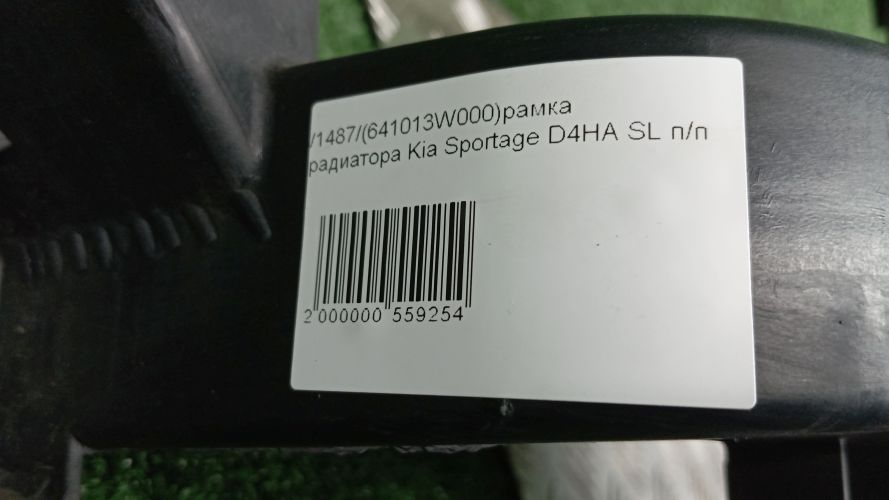 /1487/(641013W000)рамка
радиатора Kia Sportage D4HA SL п/п
2 000000 559254